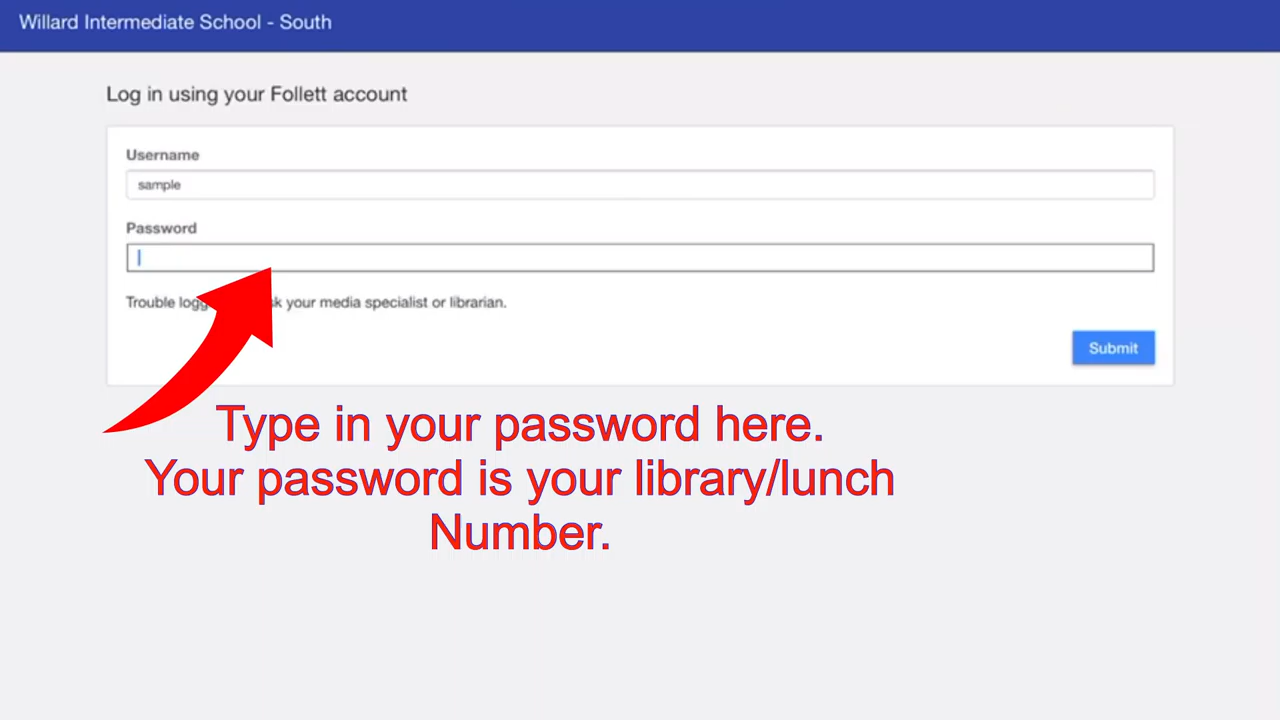 Willard Intermediate School - South
Log in using your Follett account
Username
sample
Password
Trouble logg k your media specialist or librarian.
Submit
Type in your password here.
Your password is your library/lunch
Number.